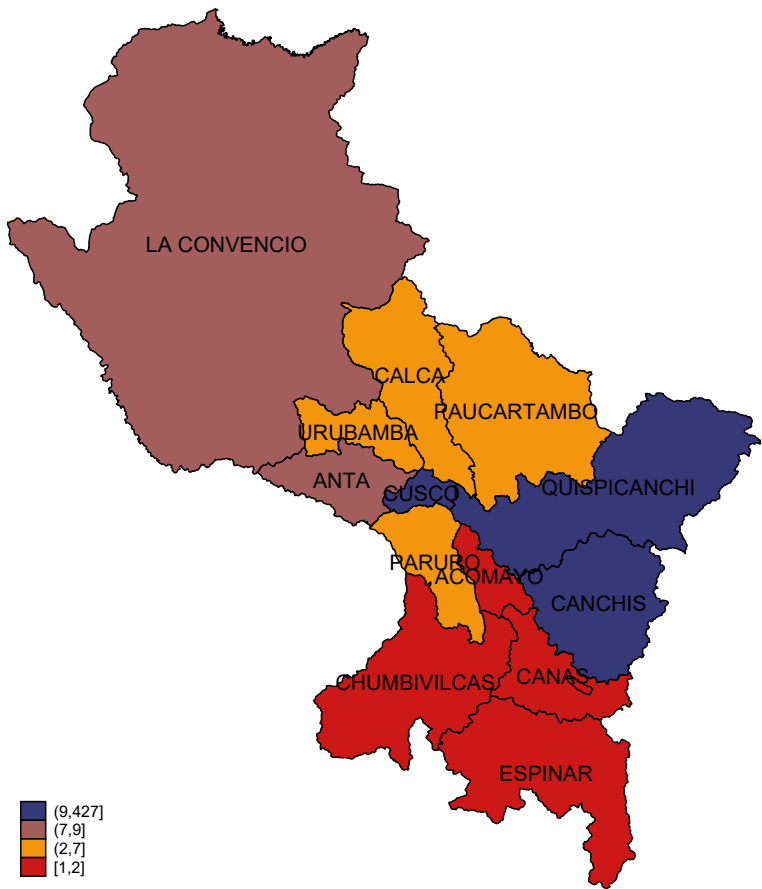 LA CONVENCIO
CALCA
PAUCARTAMBO
URUBAMBA
ANTA
CUSCO
QUISPICANCHI
PARURO
ACOMAYO
CANCHIS
CHUMBIVILCAS
CANAS
ESPINAR
(9,427]
(7,9]
(2,7]
[1,2]